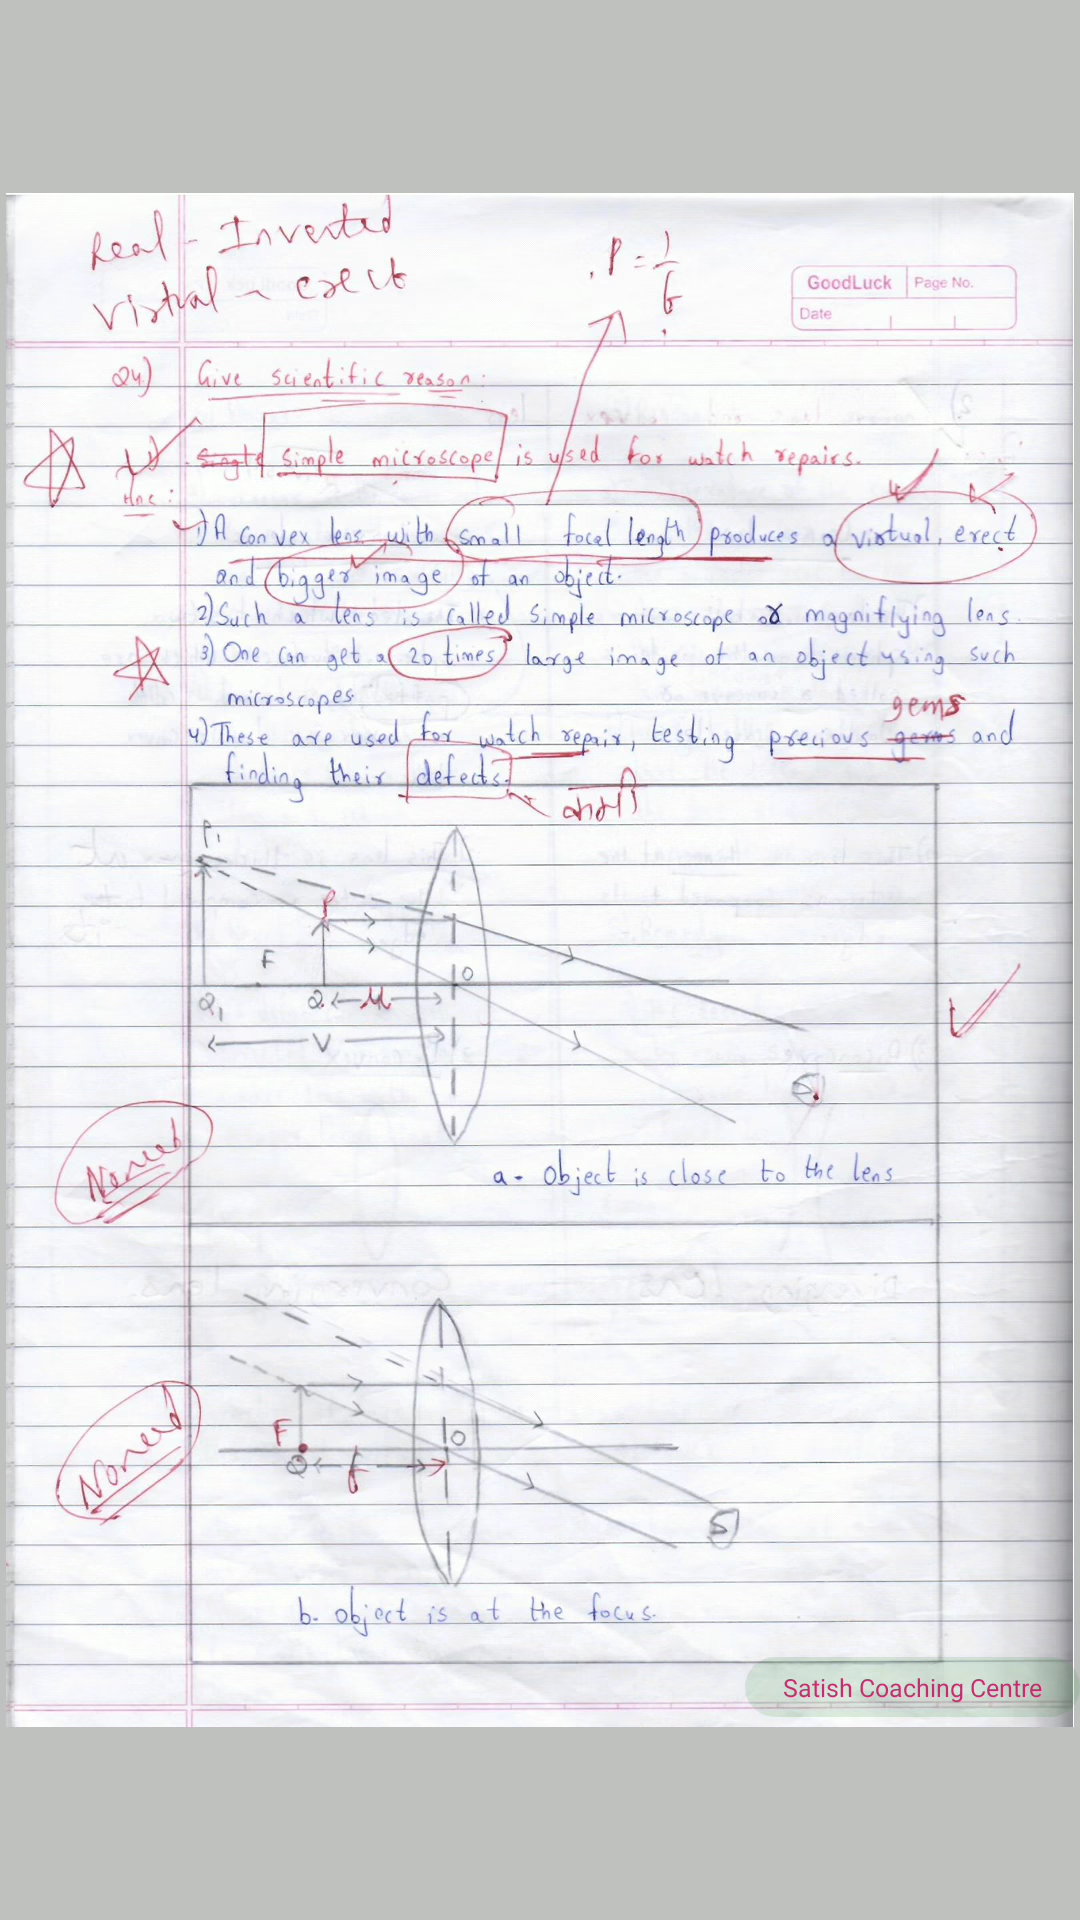 Real - Inverted
Virtual - erect
P = 1/f
GoodLuck
Page No.
Date
Q4) Give scientific reason:
1) Single simple microscope is used for watch repairs.
Ans:
1) A convex lens with small focal length produces a virtual, erect
and bigger image of an object.
2) Such a lens is called Simple microscope or magnifying lens.
3) One can get a 20 times large image of an object using such
microscopes.
gems
4) These are used for watch repair, testing precious gems and
finding their defects.
P1
P
F
O
Q1
Q
u
V
S.
No need
a - Object is close to the lens
F
O
Q
f
S
No need
b. object is at the focus.
Satish Coaching Centre